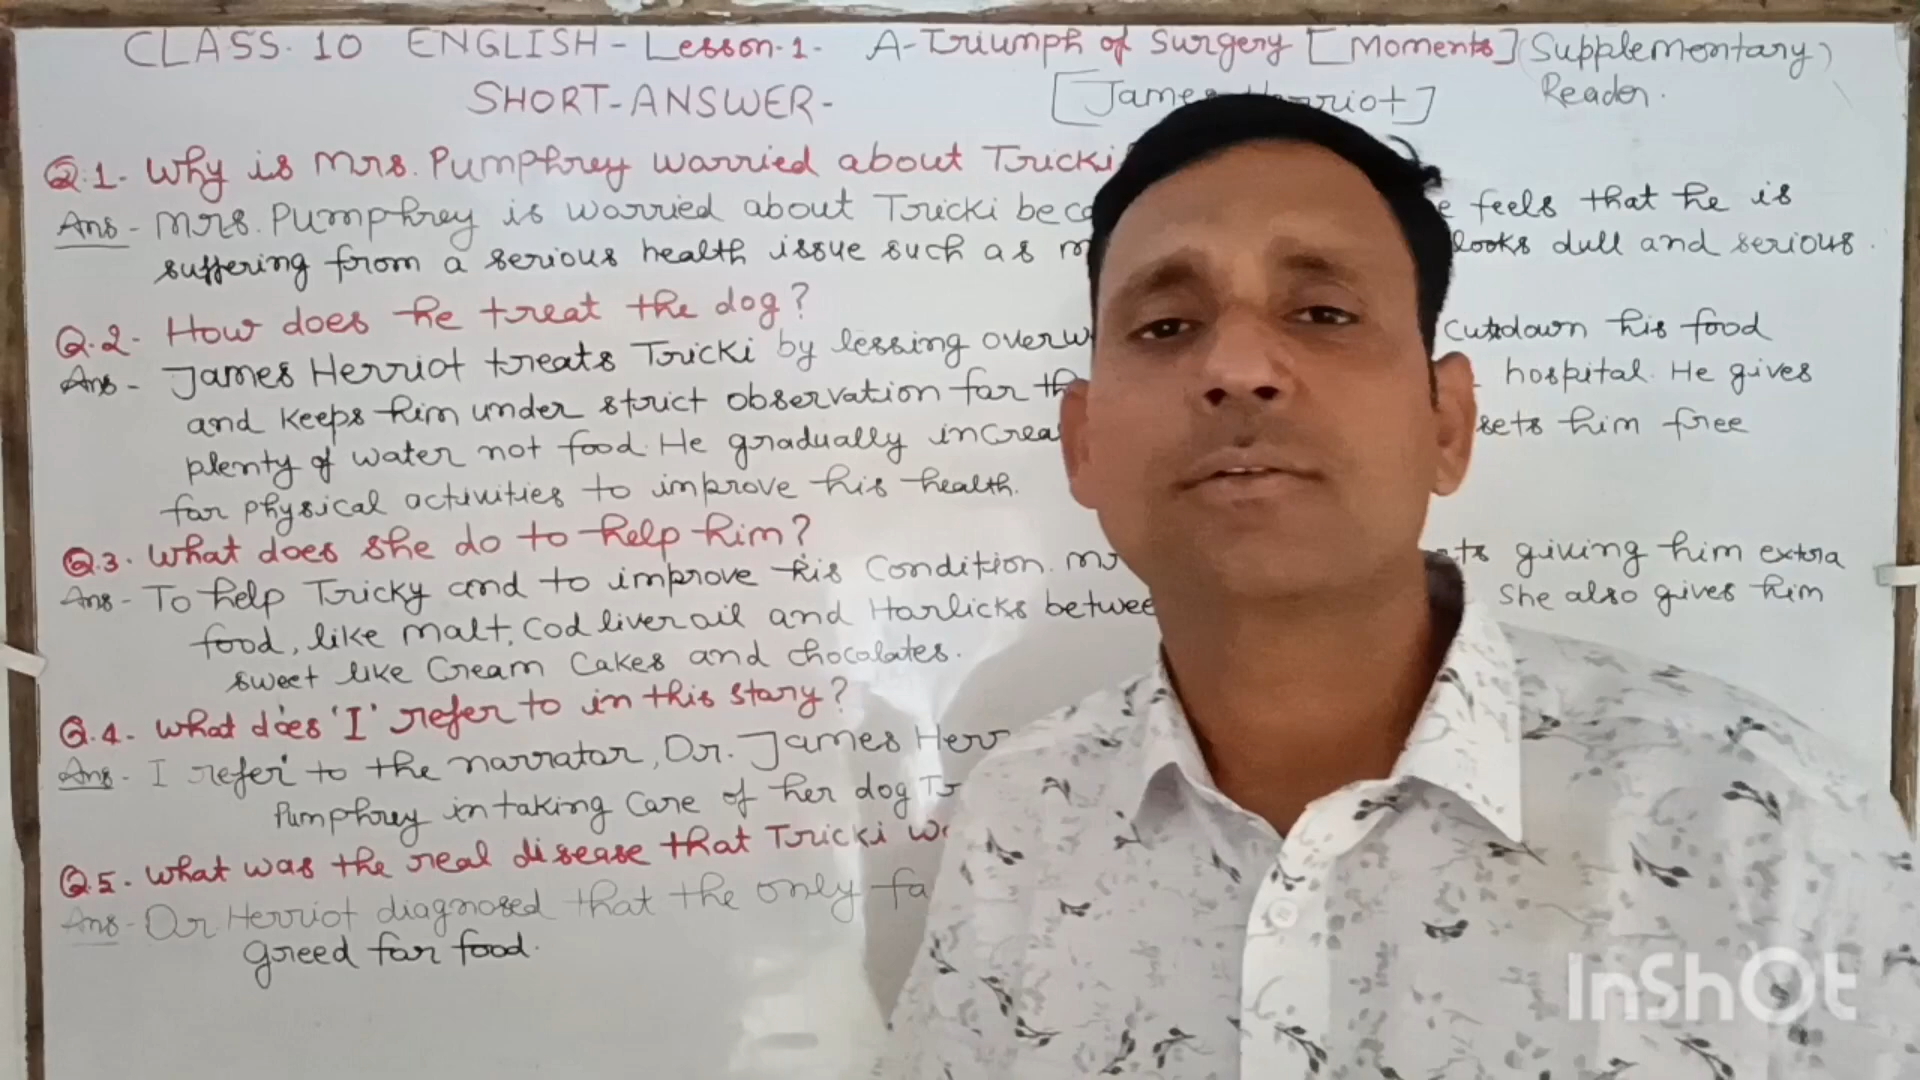 CLASS. 10 ENGLISH - Lesson-1- A-Triumph of Surgery [Moments] (Supplementary)
SHORT-ANSWER- [James Herriot] Reader.
Q.1- Why is Mrs. Pumphrey warried about Tricki
Ans- Mrs. Pumphrey is worried about Tricki feels that he is
suffering from a serious health issue such as looks dull and serious.
Q.2- How does he treat the dog?
Ans- James Herriot treats Tricki by lessing cutsdown his food
and keeps him under strict observation for hospital. He gives
plenty of water not food. He gradually sets him free
for physical activities to improve his health.
Q.3. What does she do to help him?
Ans- To help Tricky and to improve his Condition. giving him extra
food, like malt, Cod liver oil and Harlicks She also gives him
sweet like Cream Cakes and chocolates.
Q.4- What does 'I' refer to in this story?
Ans- I refer to the narrator, Dr. James
Pumphrey in taking Care of her dog
Q.5- What was the real disease that Tricki
Ans- Dr Herriot diagnosed that the only
greed for food.
InShOt